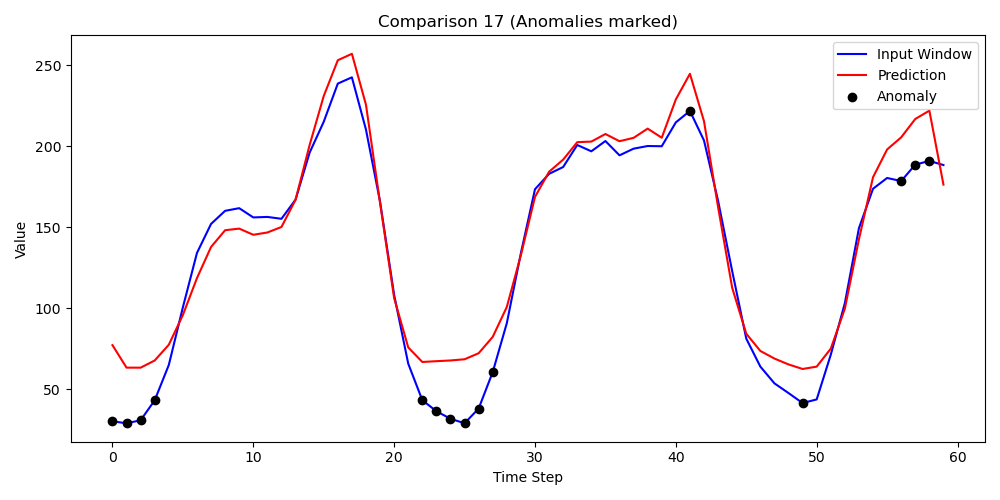 Comparison 17 (Anomalies marked)
Input Window
Prediction
Anomaly
Value
250
200
150
100
50
0 10 20 30 40 50 60
Time Step